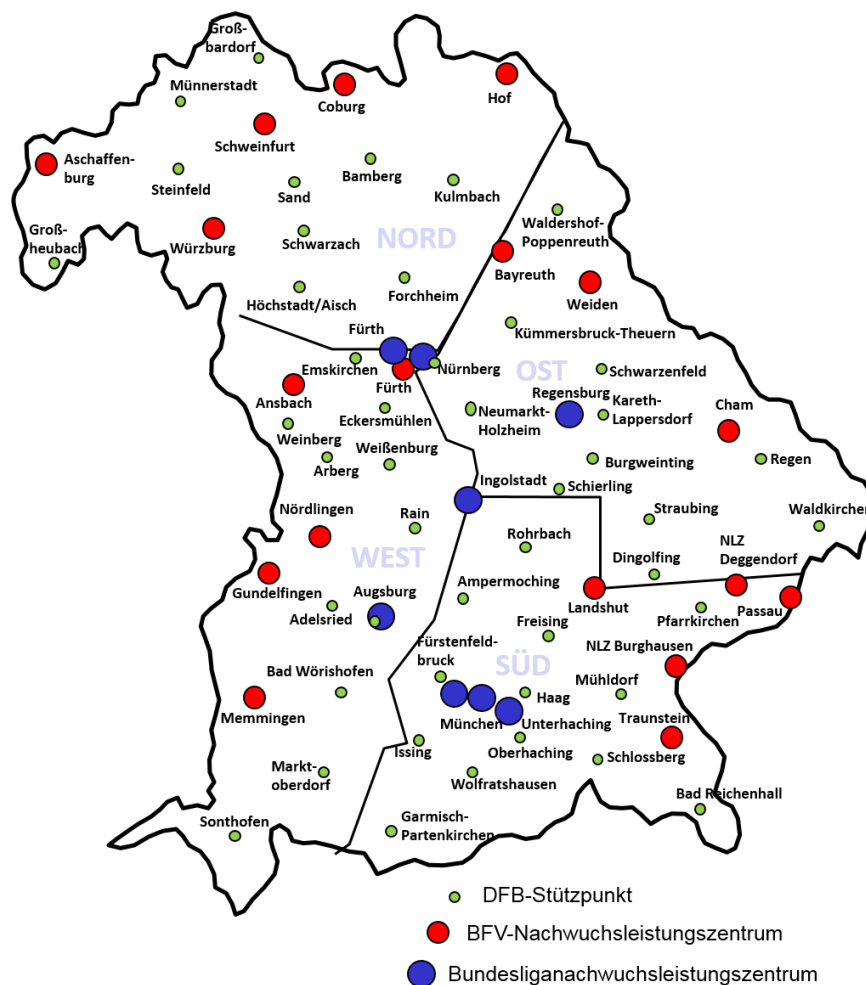 Groß-
bardorf
Münnerstadt
Coburg
Hof
Schweinfurt
Aschaffen-
burg
Steinfeld
Sand
Bamberg
Kulmbach
Groß-
heubach
Würzburg
Schwarzach
NORD
Waldershof-
Poppenreuth
Bayreuth
Weiden
Höchstadt/Aisch
Forchheim
Fürth
Kümmersbruck-Theuern
Emskirchen
Fürth
Nürnberg
OST
Schwarzenfeld
Ansbach
Eckersmühlen
Neumarkt-
Holzheim
Regensburg
Kareth-
Lappersdorf
Cham
Weinberg
Arberg
Weißenburg
Burgweinting
Regen
Ingolstadt
Schierling
Nördlingen
Rain
Straubing
Waldkirchen
Rohrbach
WEST
Dingolfing
NLZ
Deggendorf
Gundelfingen
Augsburg
Ampermoching
Landshut
Pfarrkirchen
Passau
Adelsried
Freising
Fürstenfeld-
bruck
SÜD
NLZ Burghausen
Bad Wörishofen
Haag
Mühldorf
Memmingen
München
Unterhaching
Traunstein
Issing
Oberhaching
Schlossberg
Markt-
oberdorf
Wolfratshausen
Bad Reichenhall
Sonthofen
Garmisch-
Partenkirchen
DFB-Stützpunkt
BFV-Nachwuchsleistungszentrum
Bundesliganachwuchsleistungszentrum